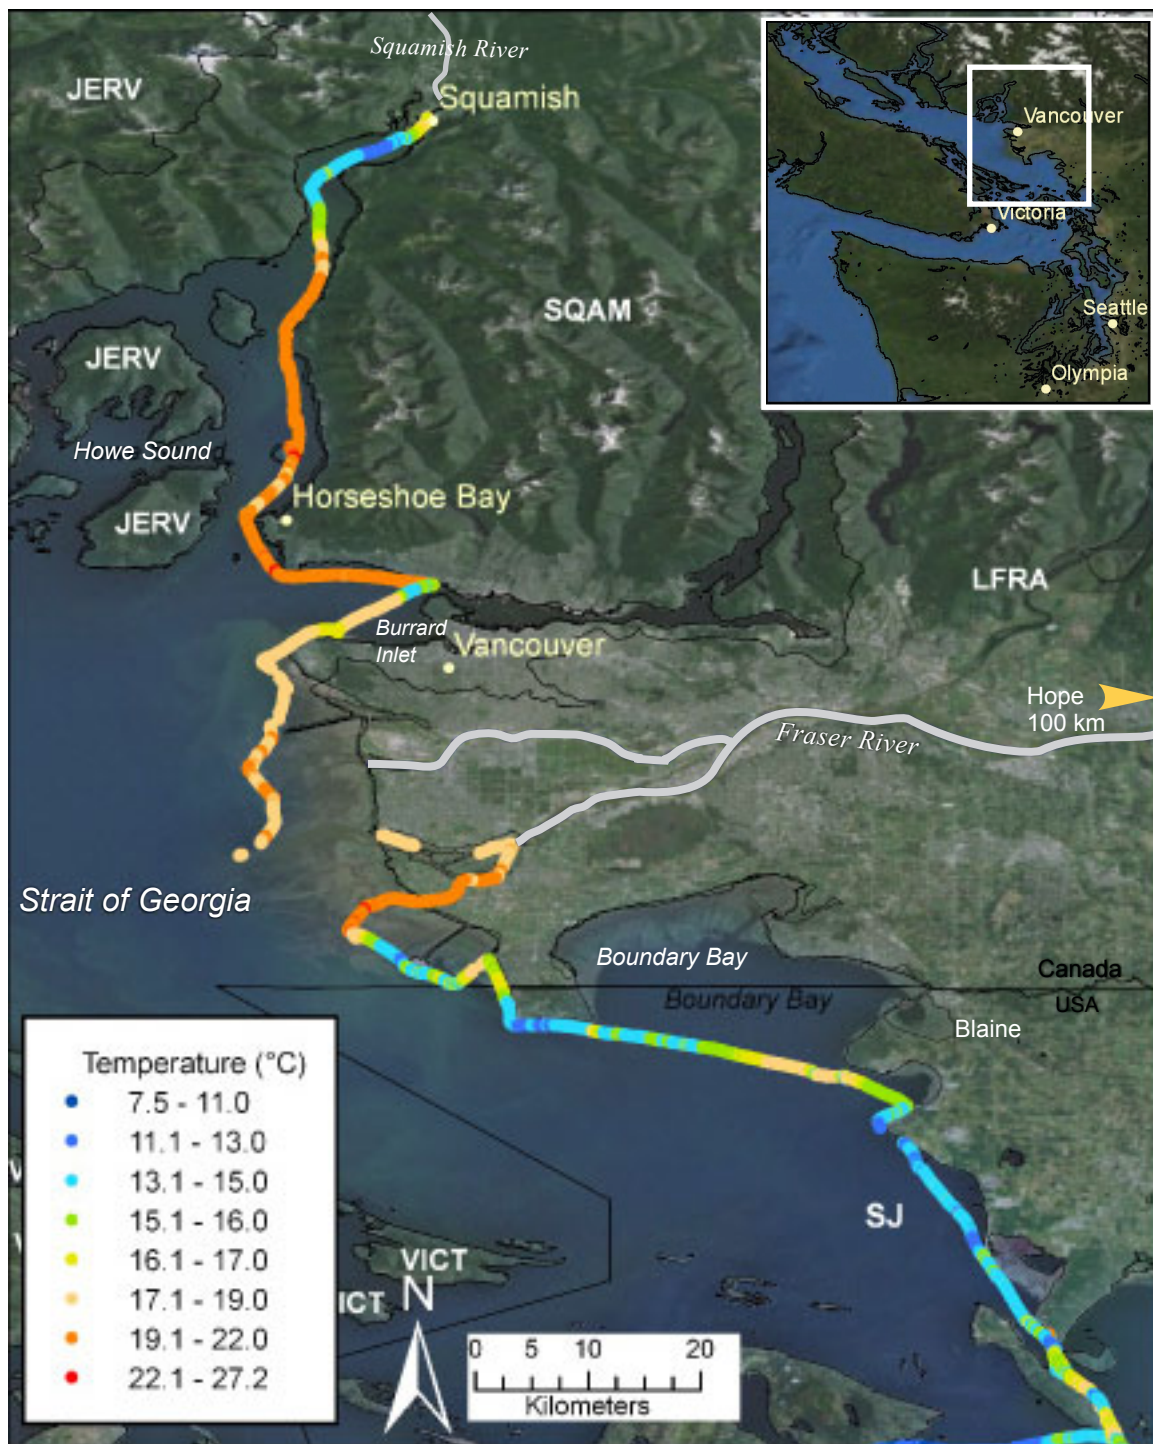 Squamish River
JERV
Squamish
Vancouver
Victoria
Seattle
Olympia
SQAM
JERV
Howe Sound
Horseshoe Bay
JERV
LFRA
Burrard
Inlet
Vancouver
Hope
100 km
Fraser River
Strait of Georgia
Boundary Bay
Canada
Boundary Bay
USA
Blaine
Temperature (°C)
7.5 - 11.0
11.1 - 13.0
13.1 - 15.0
15.1 - 16.0
16.1 - 17.0
17.1 - 19.0
19.1 - 22.0
22.1 - 27.2
SJ
VICT
ICT
N
0 5 10 20
Kilometers